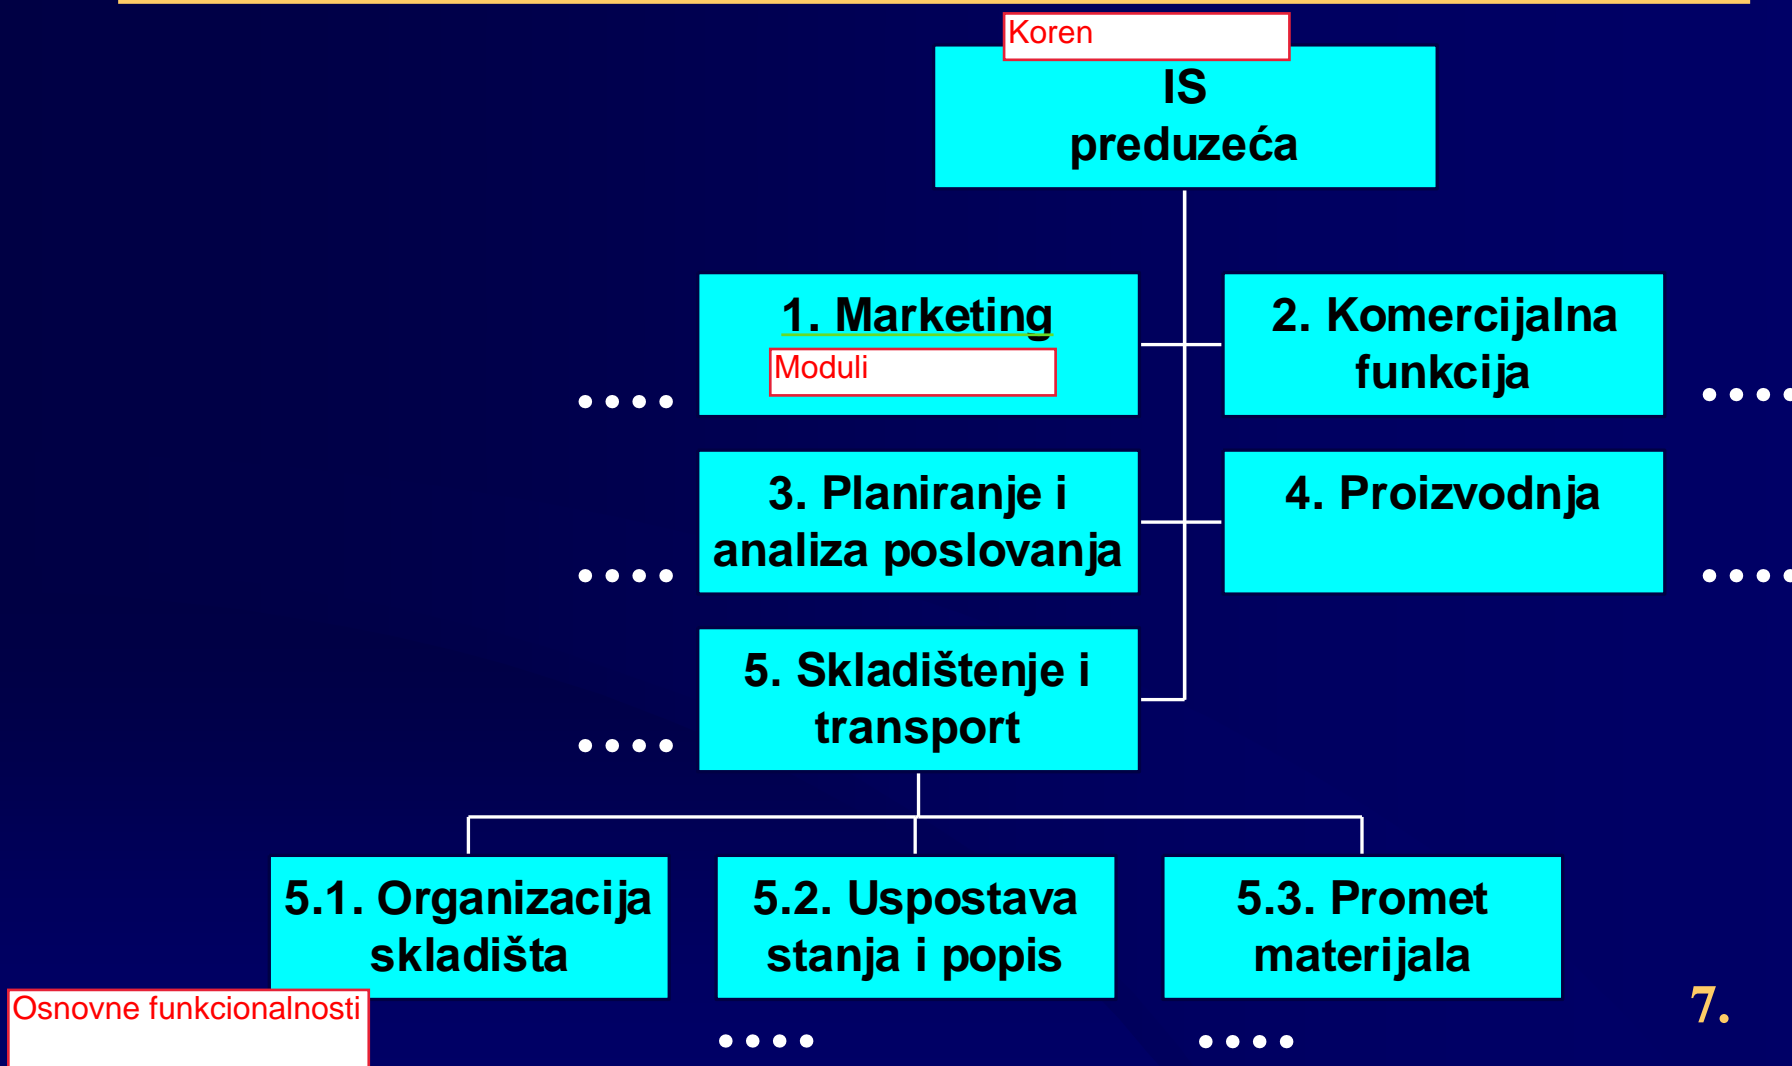 Koren
IS
preduzeća
1. Marketing
Moduli
2. Komercijalna
funkcija
3. Planiranje i
analiza poslovanja
4. Proizvodnja
5. Skladištenje i
transport
5.1. Organizacija
skladišta
5.2. Uspostava
stanja i popis
5.3. Promet
materijala
Osnovne funkcionalnosti
7.